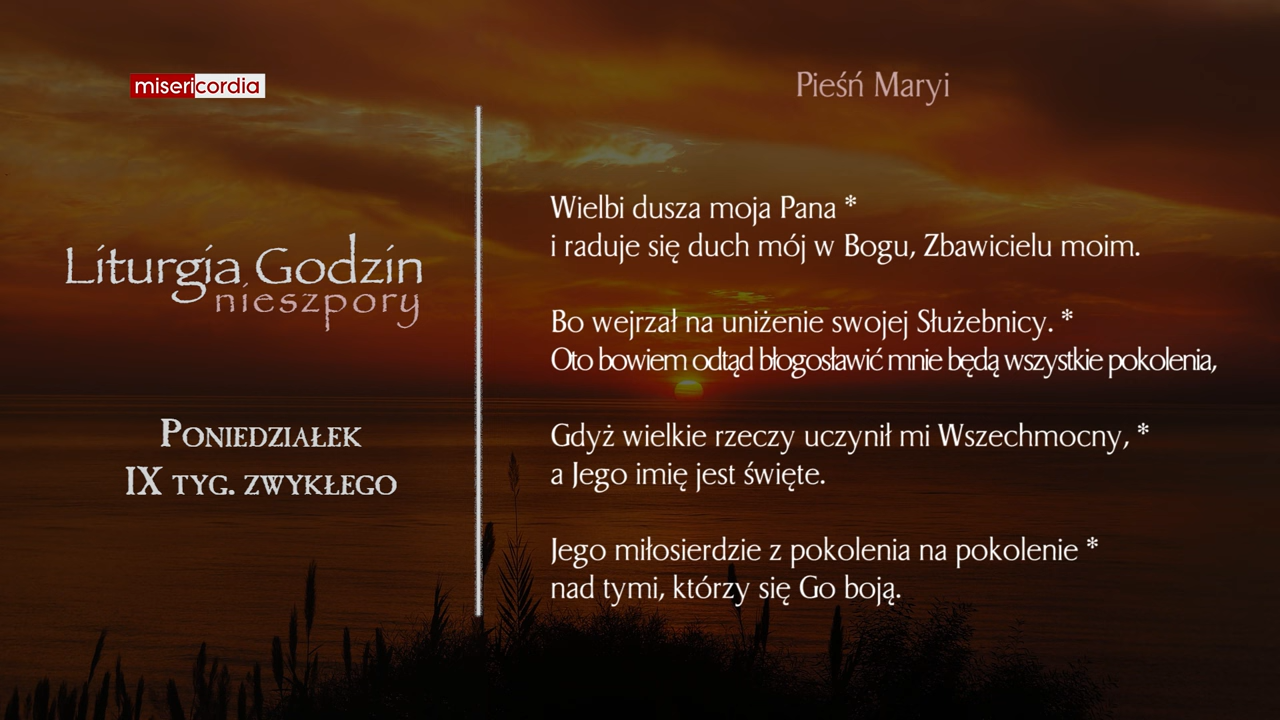 misericordia
Liturgia Godzin
nieszpory
Poniedziałek
IX tyg. zwykłego
Pieśń Maryi
Wielbi dusza moja Pana *
i raduje się duch mój w Bogu, Zbawicielu moim.
Bo wejrzał na uniżenie swojej Służebnicy. *
Oto bowiem odtąd błogosławić mnie będą wszystkie pokolenia,
Gdyż wielkie rzeczy uczynił mi Wszechmocny, *
a Jego imię jest święte.
Jego miłosierdzie z pokolenia na pokolenie *
nad tymi, którzy się Go boją.